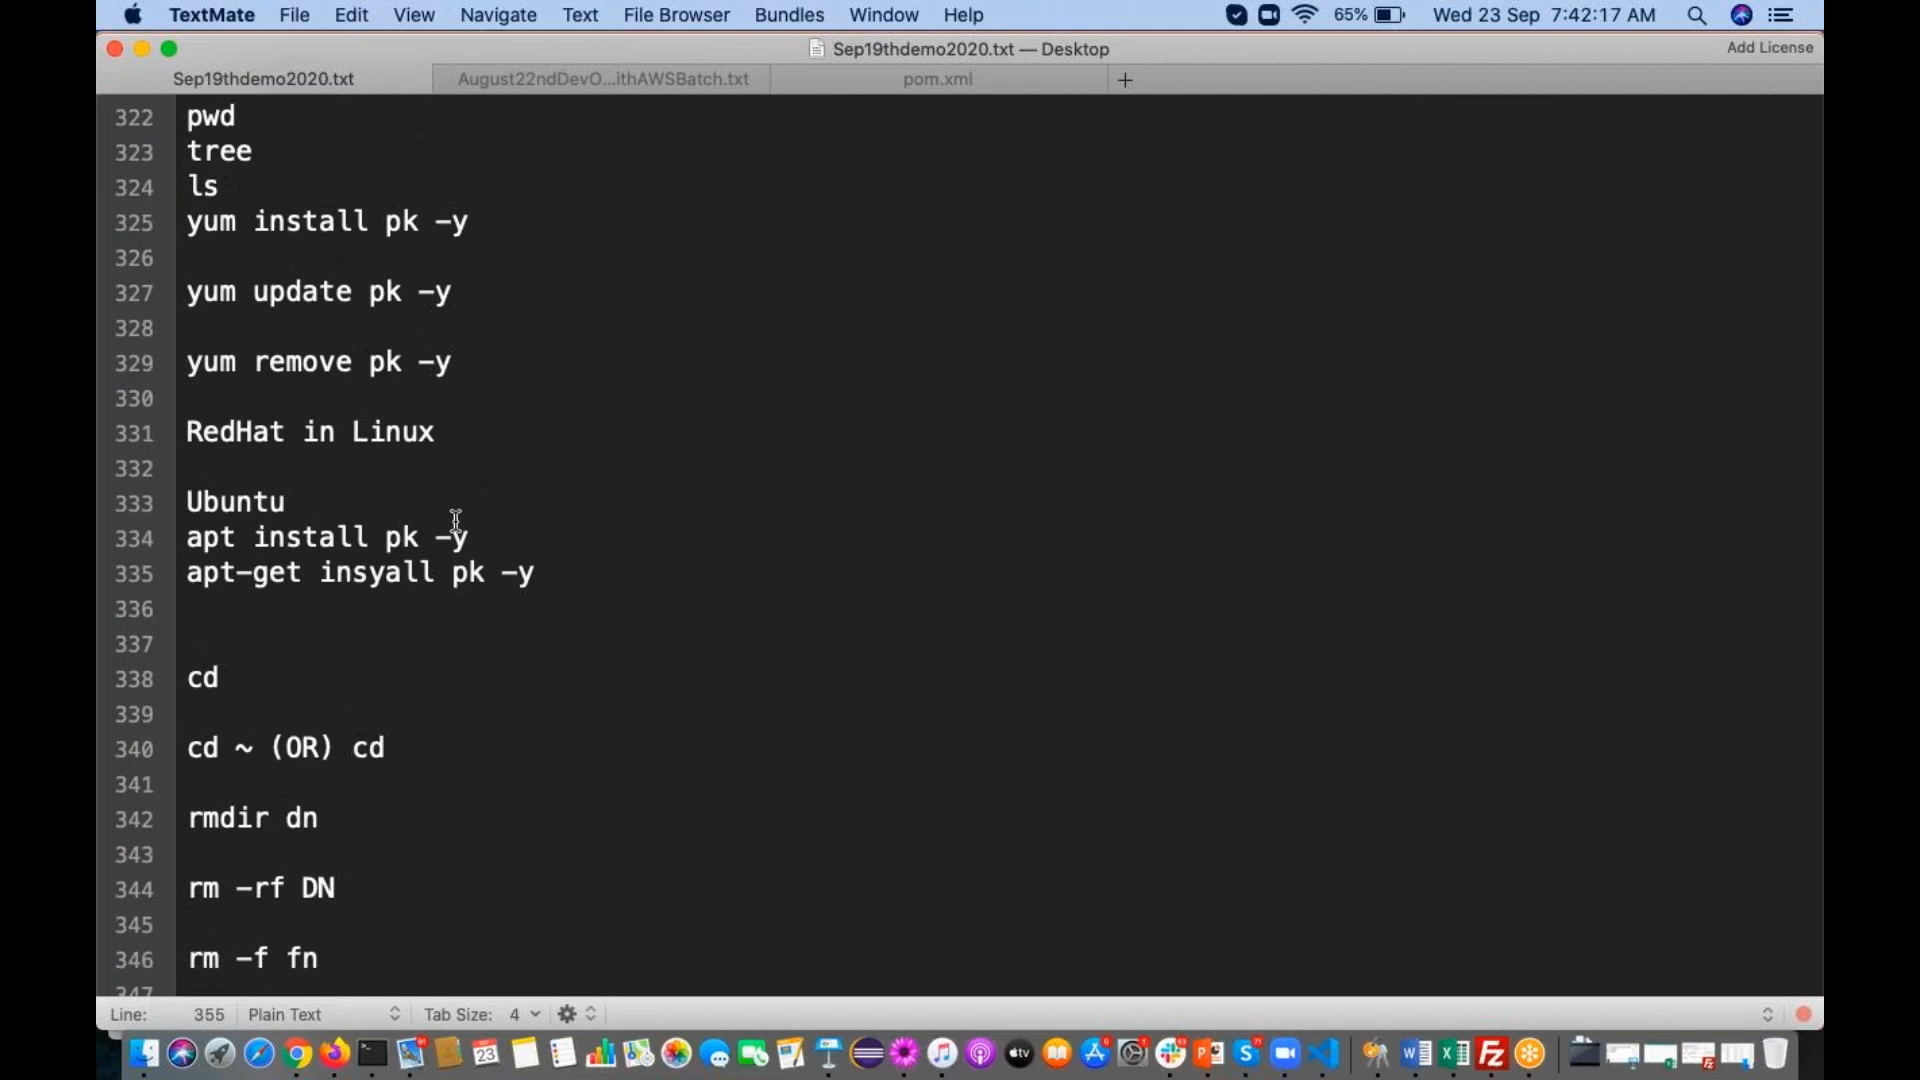 TextMate File Edit View Navigate Text File Browser Bundles Window Help 65% Wed 23 Sep 7:42:17 AM
Sep19thdemo2020.txt — Desktop Add License
Sep19thdemo2020.txt August22ndDevO...ithAWSBatch.txt pom.xml +
322 pwd
323 tree
324 ls
325 yum install pk -y
326
327 yum update pk -y
328
329 yum remove pk -y
330
331 RedHat in Linux
332
333 Ubuntu
334 apt install pk -y
335 apt-get insyall pk -y
336
337
338 cd
339
340 cd ~ (OR) cd
341
342 rmdir dn
343
344 rm -rf DN
345
346 rm -f fn
347
Line: 355 Plain Text Tab Size: 4